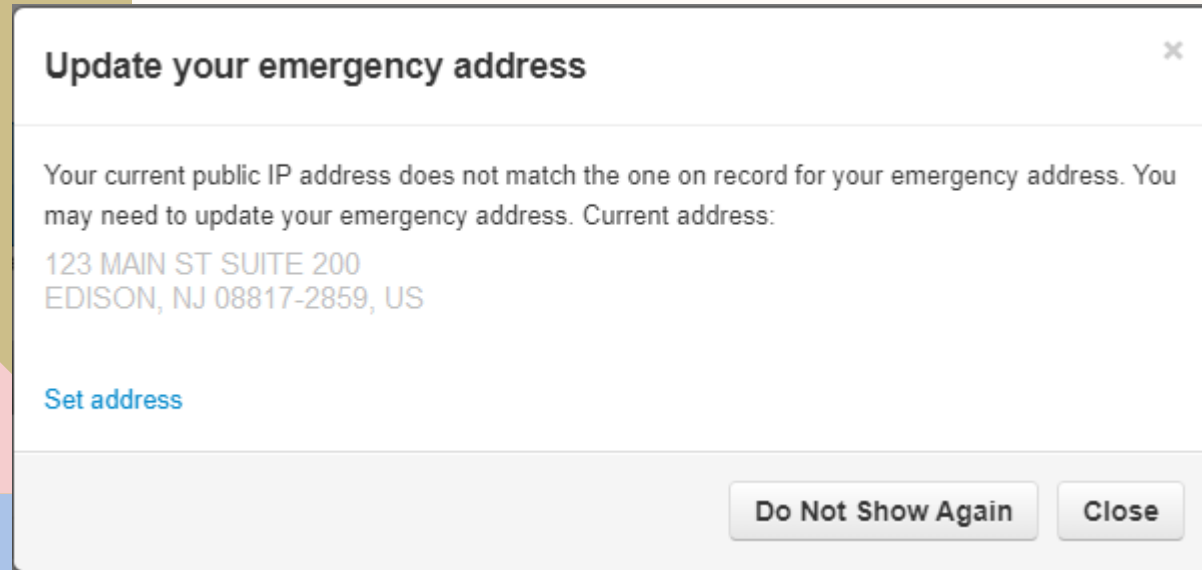 Update your emergency address
×
Your current public IP address does not match the one on record for your emergency address. You
may need to update your emergency address. Current address:
123 MAIN ST SUITE 200
EDISON, NJ 08817-2859, US
Set address
Do Not Show Again Close